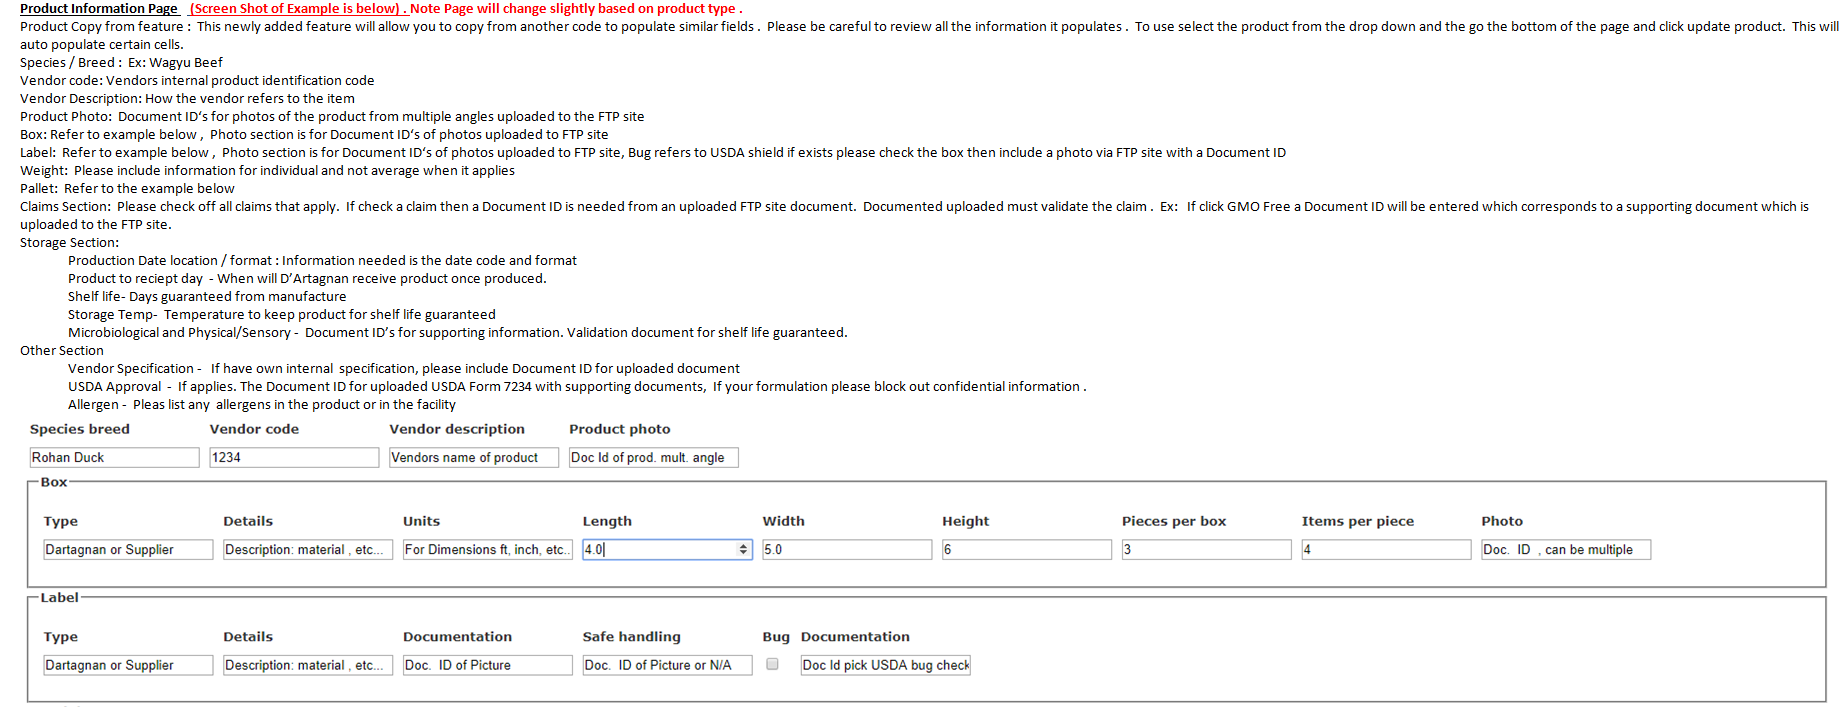 Product Information Page   (Screen Shot of Example is below) . Note Page will change slightly based on product type .
Product Copy from feature :  This newly added feature will allow you to copy from another code to populate similar fields .  Please be careful to review all the information it populates .  To use select the product from the drop down and the go the bottom of the page and click update product.  This will
auto populate certain cells.
Species / Breed :  Ex: Wagyu Beef
Vendor code: Vendors internal product identification code
Vendor Description: How the vendor refers to the item
Product Photo:  Document ID's for photos of the product from multiple angles uploaded to the FTP site
Box: Refer to example below ,  Photo section is for Document ID's of photos uploaded to FTP site
Label:  Refer to example below ,  Photo section is for Document ID's of photos uploaded to FTP site, Bug refers to USDA shield if exists please check the box then include a photo via FTP site with a Document ID
Weight:  Please include information for individual and not average when it applies
Pallet:  Refer to the example below
Claims Section:  Please check off all claims that apply.  If check a claim then a Document ID is needed from an uploaded FTP site document.  Documented uploaded must validate the claim .  Ex:   If click GMO Free a Document ID will be entered which corresponds to a supporting document which is
uploaded to the FTP site.
Storage Section:
Production Date location / format : Information needed is the date code and format
Product to reciept day  - When will D'Artagnan receive product once produced.
Shelf life- Days guaranteed from manufacture
Storage Temp-  Temperature to keep product for shelf life guaranteed
Microbiological and Physical/Sensory -  Document ID's for supporting information. Validation document for shelf life guaranteed.
Other Section
Vendor Specification -   If have own internal  specification, please include Document ID for uploaded document
USDA Approval  -  If applies. The Document ID for uploaded USDA Form 7234 with supporting documents,  If your formulation please block out confidential information .
Allergen -  Pleas list any  allergens in the product or in the facility
Species breed Vendor code Vendor description Product photo
Rohan Duck 1234 Vendors name of product Doc Id of prod. mult. angle
Box
Type Details Units Length Width Height Pieces per box Items per piece Photo
Dartagnan or Supplier Description: material , etc... For Dimensions ft, inch, etc.. 4.0 5.0 6 3 4 Doc.  ID  , can be multiple
Label
Type Details Documentation Safe handling Bug Documentation
Dartagnan or Supplier Description: material , etc... Doc.  ID of Picture Doc.  ID of Picture or N/A Doc Id pick USDA bug check